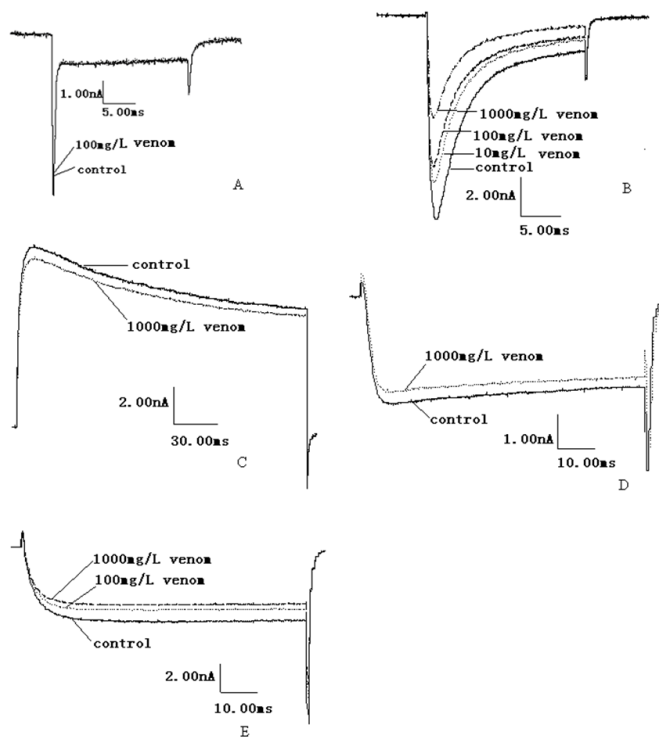 1.00nA
5.00ms
100mg/L venom
control
A
1000mg/L venom
100mg/L venom
10mg/L venom
control
2.00nA
5.00ms
B
control
1000mg/L venom
2.00nA
30.00ms
C
1000mg/L venom
control
1.00nA
10.00ms
D
1000mg/L venom
100mg/L venom
control
2.00nA
10.00ms
E